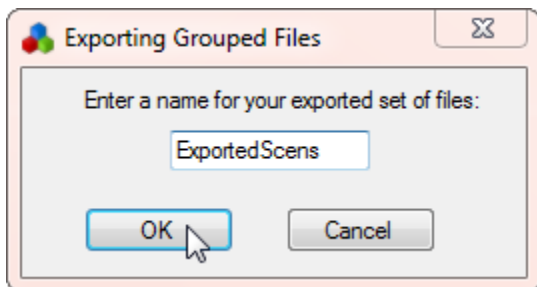 Exporting Grouped Files
Enter a name for your exported set of files:
ExportedScens
OK
Cancel